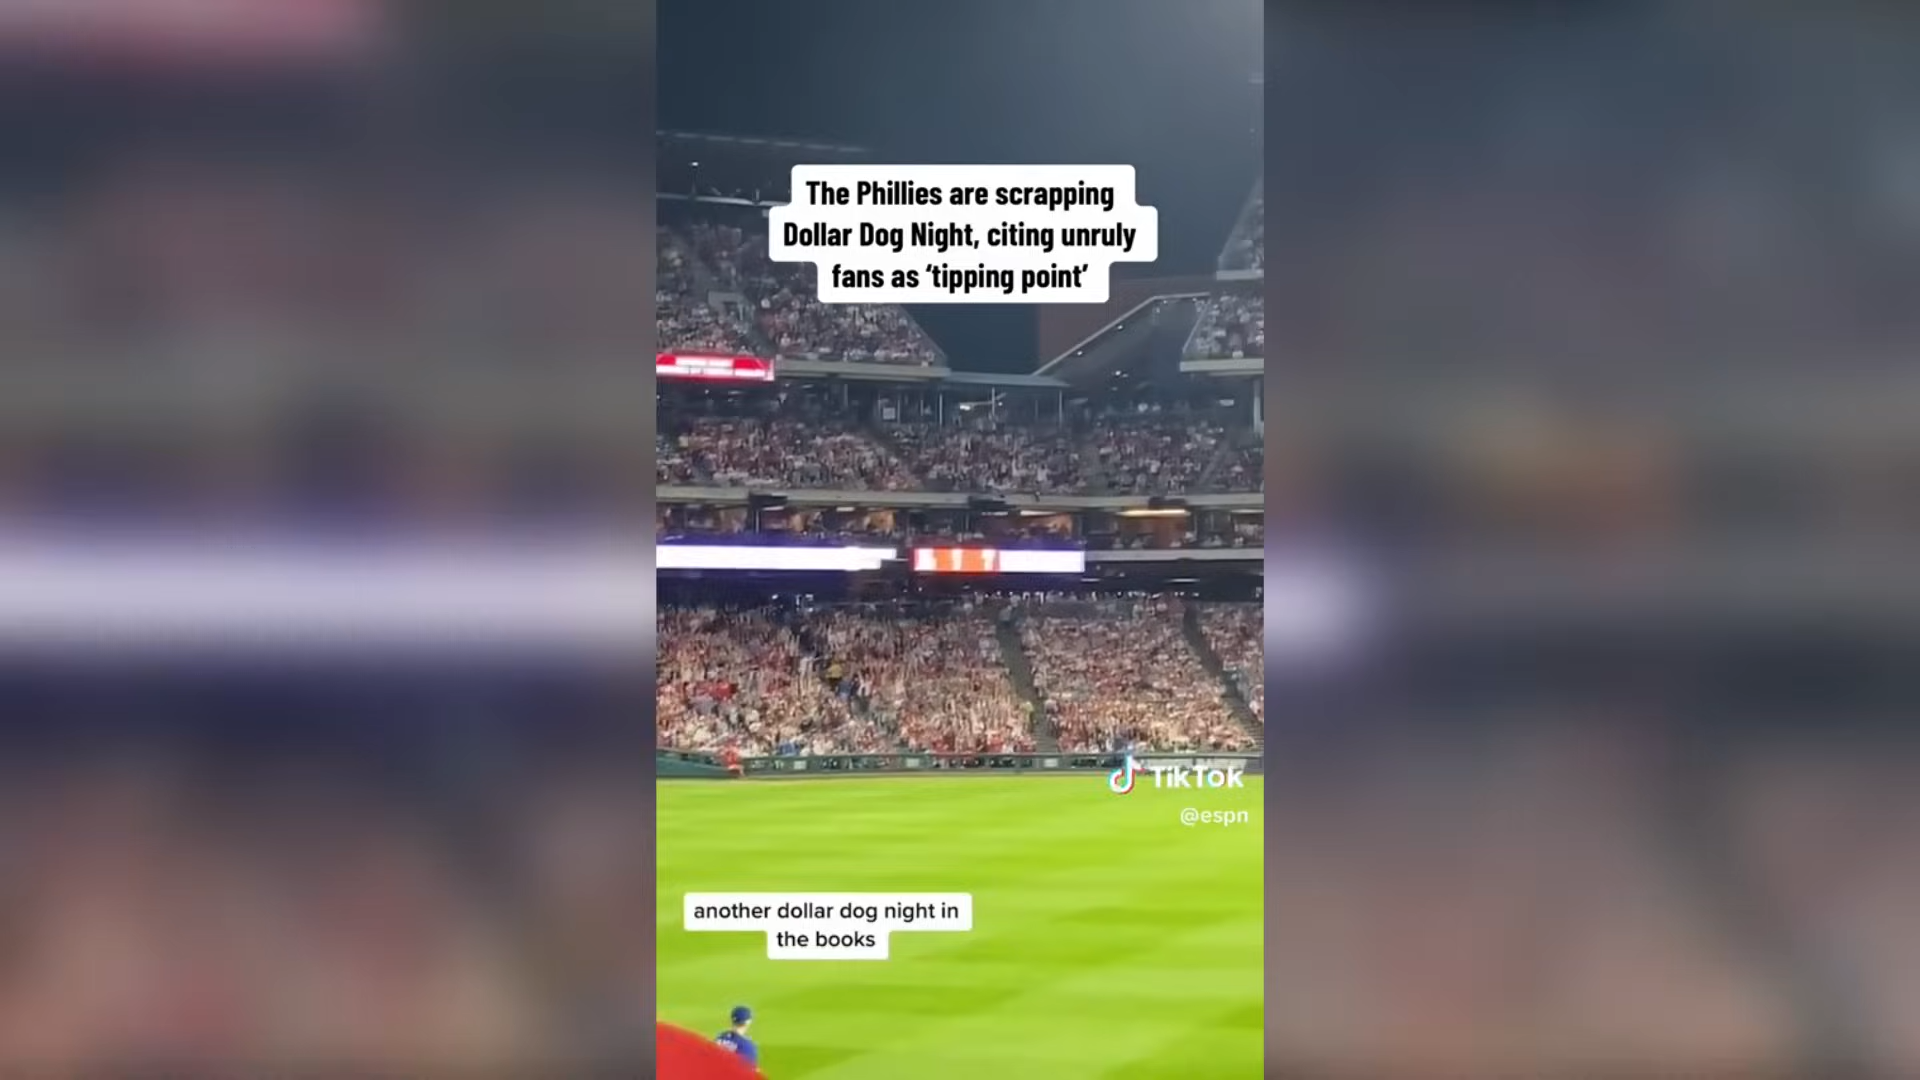 The Phillies are scrapping
Dollar Dog Night, citing unruly
fans as ‘tipping point’
TikTok
@espn
another dollar dog night in
the books